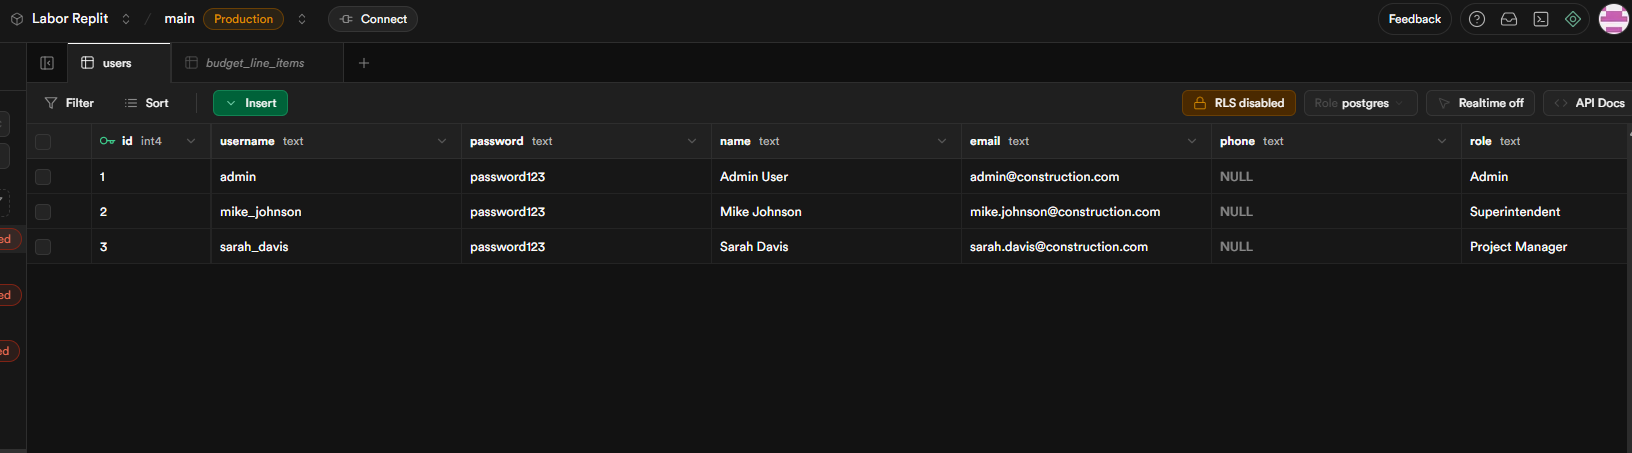 Labor Replit / main Production Connect Feedback
users budget_line_items
Filter Sort Insert RLS disabled Role postgres Realtime off API Docs
id int4 username text password text name text email text phone text role text
1 admin password123 Admin User admin@construction.com NULL Admin
2 mike_johnson password123 Mike Johnson mike.johnson@construction.com NULL Superintendent
ed
3 sarah_davis password123 Sarah Davis sarah.davis@construction.com NULL Project Manager
ed
ed